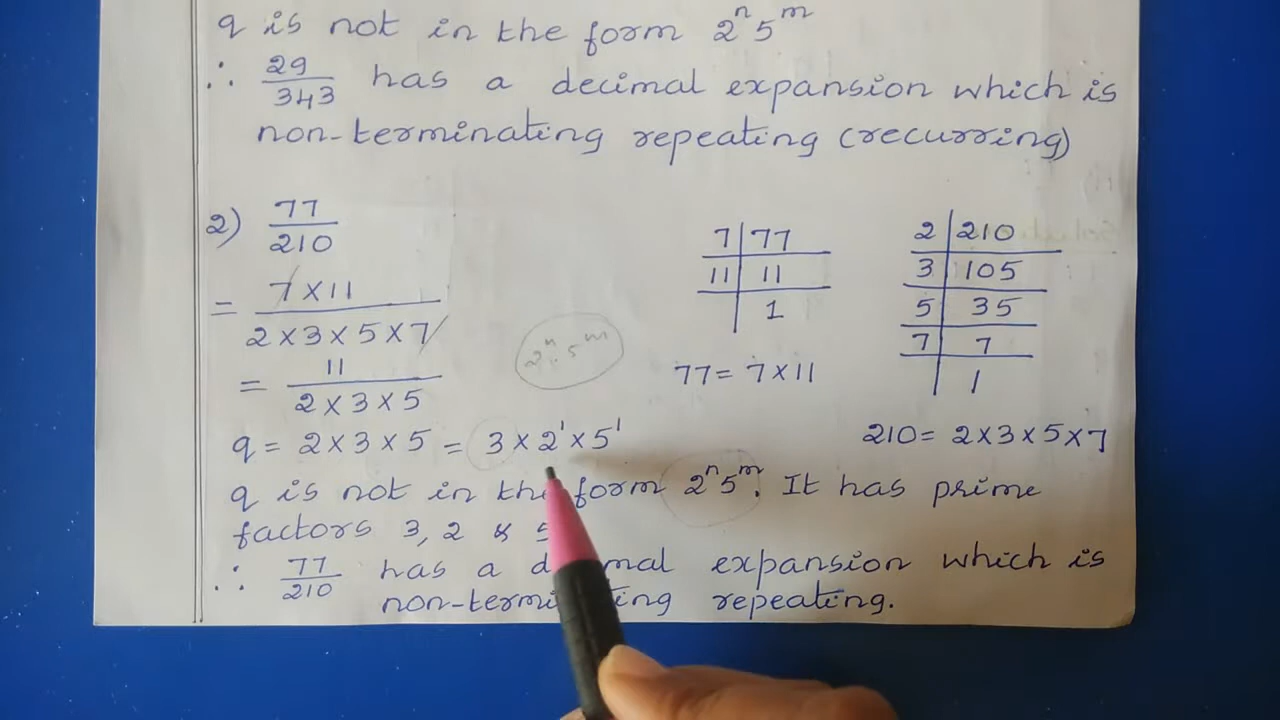 q is not in the form 2ⁿ5ᵐ
∴ 29/343 has a decimal expansion which is
non-terminating repeating (recurring)
2) 77/210
= 7×11 / 2×3×5×7
= 11 / 2×3×5
q = 2×3×5 = 3×2¹×5¹
q is not in the form 2ⁿ5ᵐ. It has prime
factors 3, 2 & 5
∴ 77/210 has a decimal expansion which is
non-terminating repeating.
2ⁿ·5ᵐ
7 | 77
11 | 11
1
77 = 7×11
2 | 210
3 | 105
5 | 35
7 | 7
1
210 = 2×3×5×7